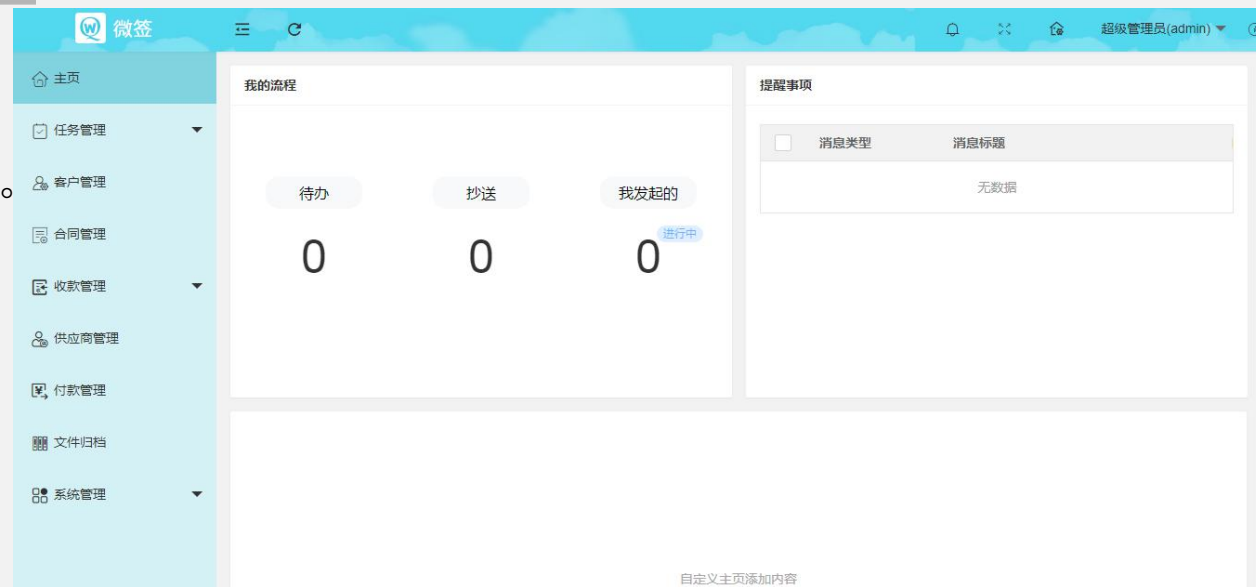 微签
超级管理员(admin)
主页
任务管理
客户管理
合同管理
收款管理
供应商管理
付款管理
文件归档
系统管理
我的流程
待办
抄送
我发起的
0
0
0
进行中
提醒事项
消息类型 消息标题
无数据
自定义主页添加内容